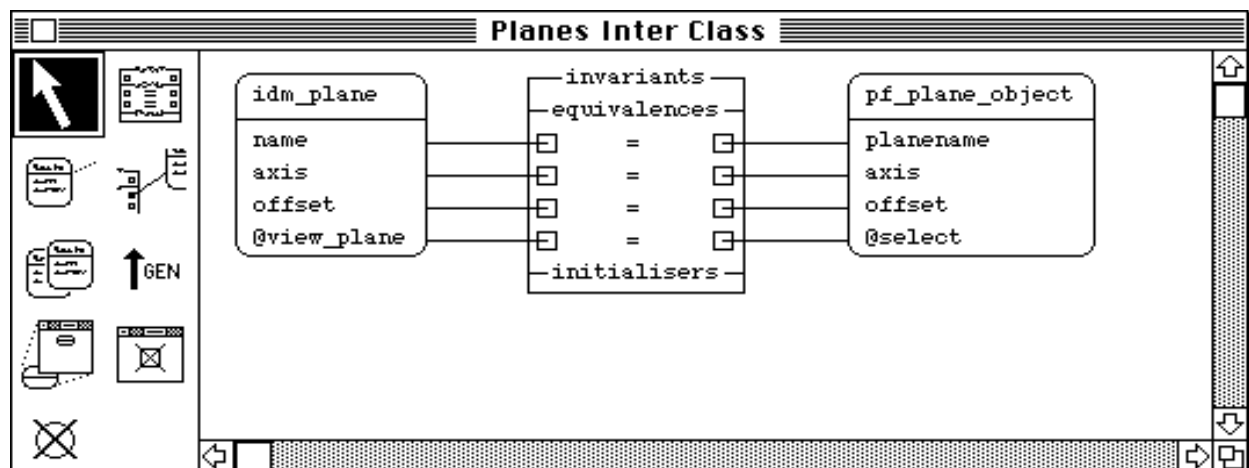 Planes Inter Class
GEN
idm_plane
name
axis
offset
@view_plane
invariants
equivalences
=
=
=
=
initialisers
pf_plane_object
planename
axis
offset
@select